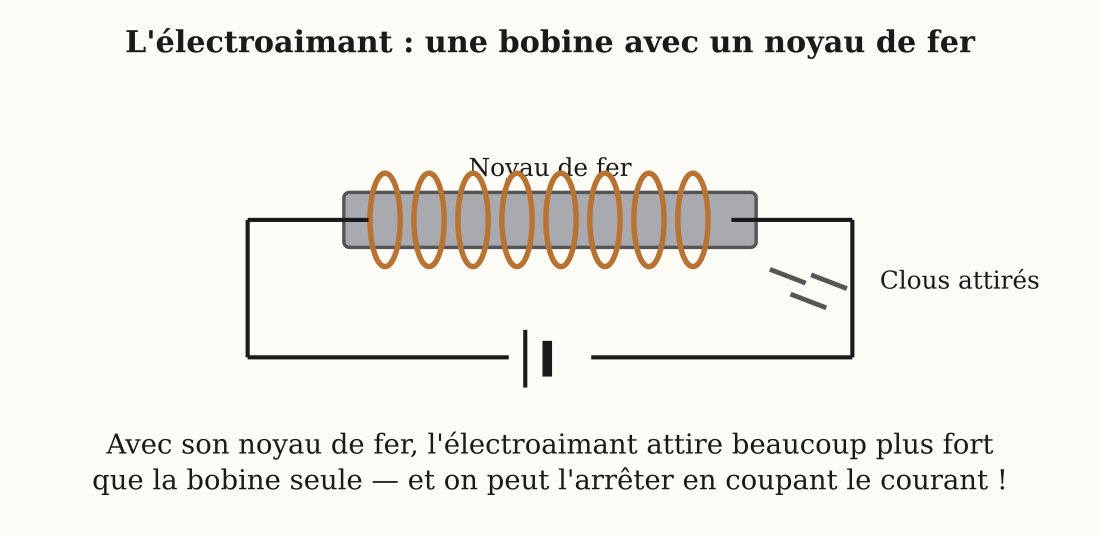 L'électroaimant : une bobine avec un noyau de fer
Noyau de fer
Clous attirés
Avec son noyau de fer, l'électroaimant attire beaucoup plus fort
que la bobine seule — et on peut l'arrêter en coupant le courant !